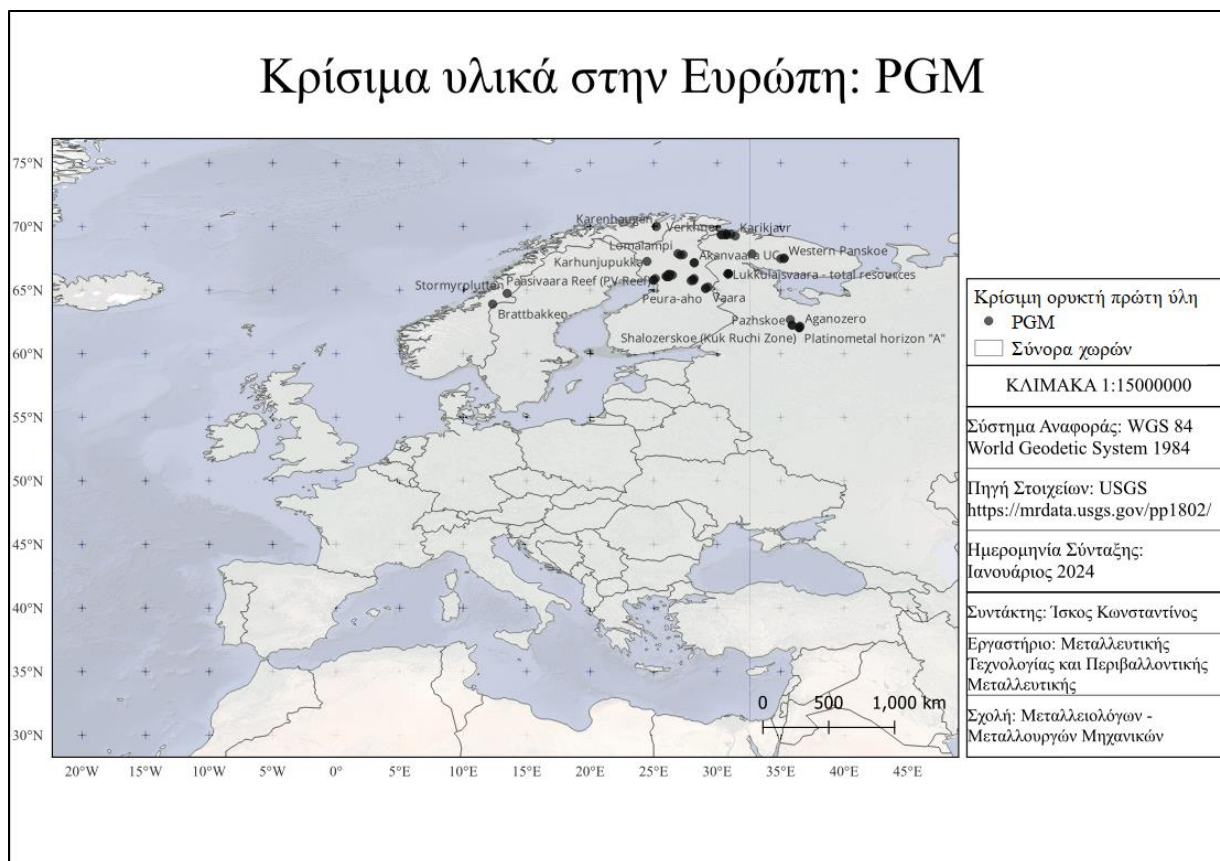 Κρίσιμα υλικά στην Ευρώπη: PGM
75°N
70°N
65°N
60°N
55°N
50°N
45°N
40°N
35°N
30°N
20°W
15°W
10°W
5°W
0°
5°E
10°E
15°E
20°E
25°E
30°E
35°E
40°E
45°E
Karenhaugen
Karikjavr
Lomalampi
Western Panskoe
Karhunjupukka
Akanvaara UC
Lukkulaisvaara - total resources
Stormyrplutten
Paasivaara Reef (PV Reef)
Peura-aho
Vaara
Brattbakken
Pazhskoe
Aganozero
Shalozerskoe (Kuk Ruchi Zone)
Platinometal horizon "A"
0 500 1,000 km
Κρίσιμη ορυκτή πρώτη ύλη
PGM
Σύνορα χωρών
ΚΛΙΜΑΚΑ 1:15000000
Σύστημα Αναφοράς: WGS 84
World Geodetic System 1984
Πηγή Στοιχείων: USGS
https://mrdata.usgs.gov/pp1802/
Ημερομηνία Σύνταξης:
Ιανουάριος 2024
Συντάκτης: Ίσκος Κωνσταντίνος
Εργαστήριο: Μεταλλευτικής
Τεχνολογίας και Περιβαλλοντικής
Μεταλλευτικής
Σχολή: Μεταλλειολόγων -
Μεταλλουργών Μηχανικών